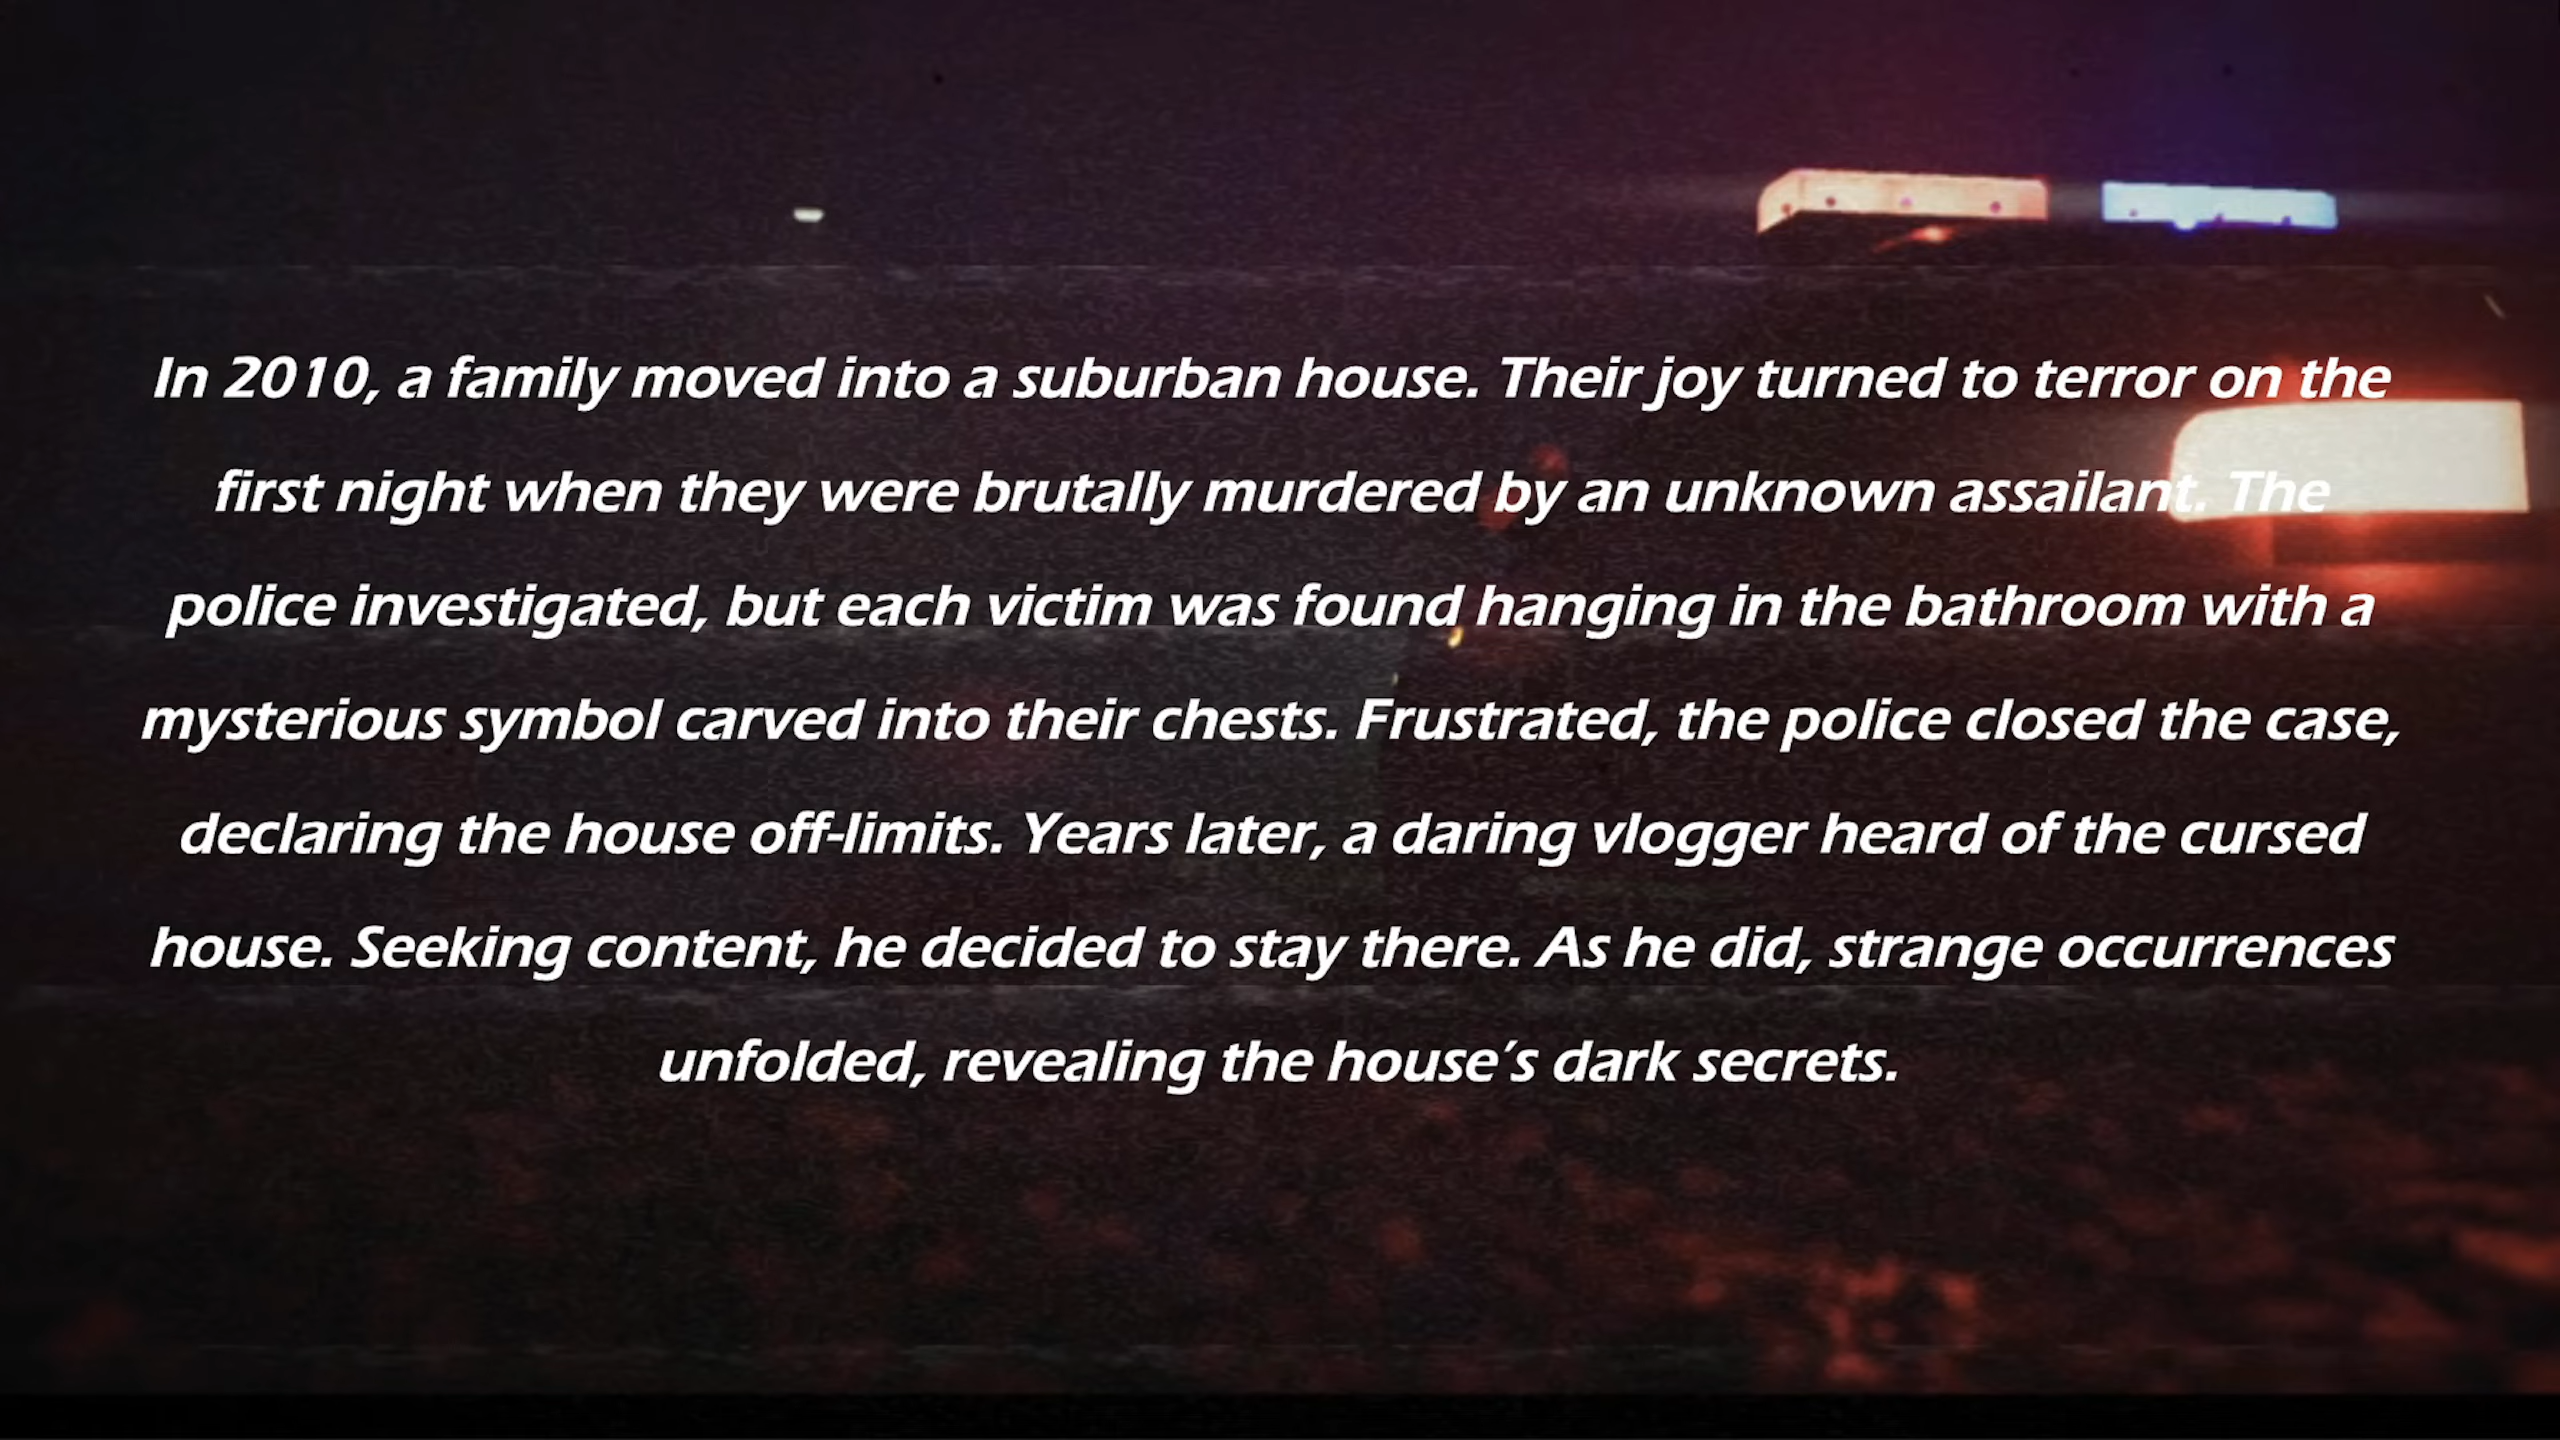 In 2010, a family moved into a suburban house. Their joy turned to terror on the
first night when they were brutally murdered by an unknown assailant. The
police investigated, but each victim was found hanging in the bathroom with a
mysterious symbol carved into their chests. Frustrated, the police closed the case,
declaring the house off-limits. Years later, a daring vlogger heard of the cursed
house. Seeking content, he decided to stay there. As he did, strange occurrences
unfolded, revealing the house's dark secrets.